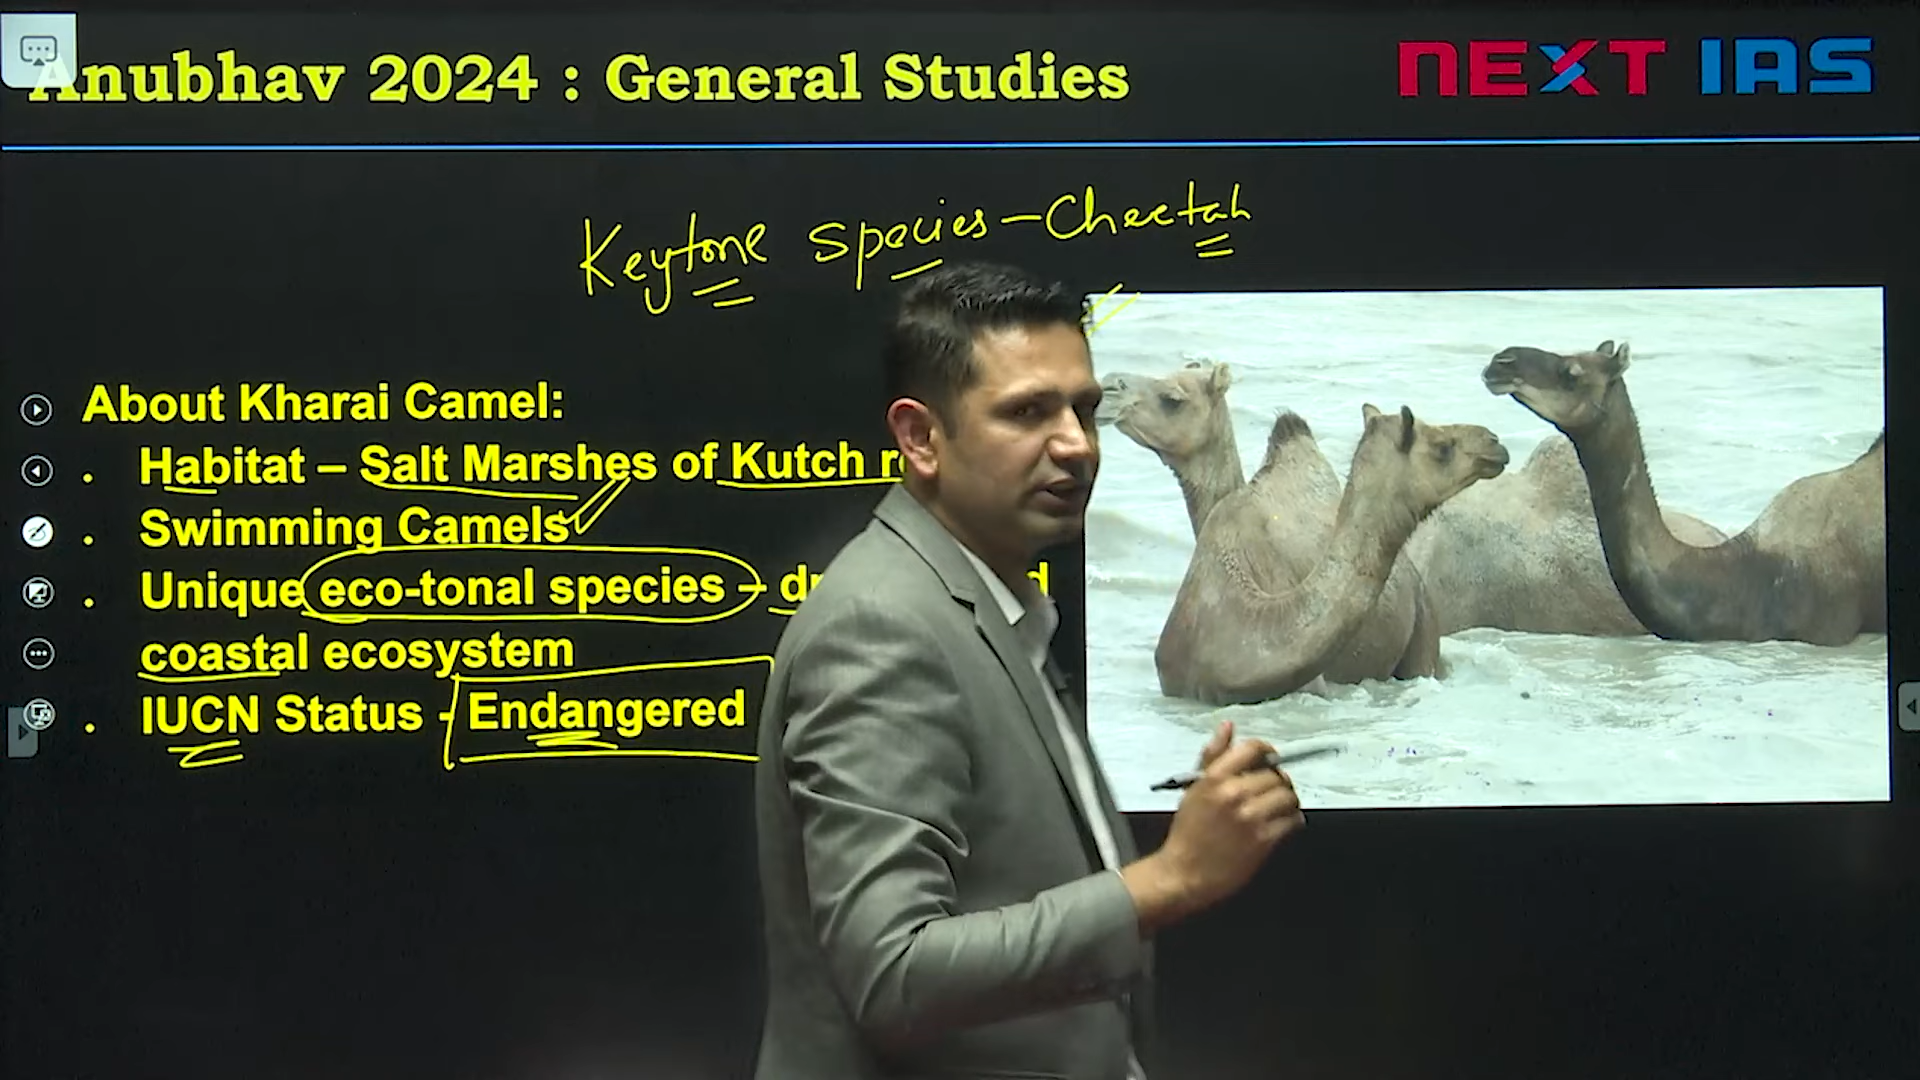 Anubhav 2024 : General Studies
NEXT IAS
Keytone Species – Cheetah
About Kharai Camel:
. Habitat – Salt Marshes of Kutch
. Swimming Camels
. Unique eco-tonal species –
coastal ecosystem
. IUCN Status - Endangered